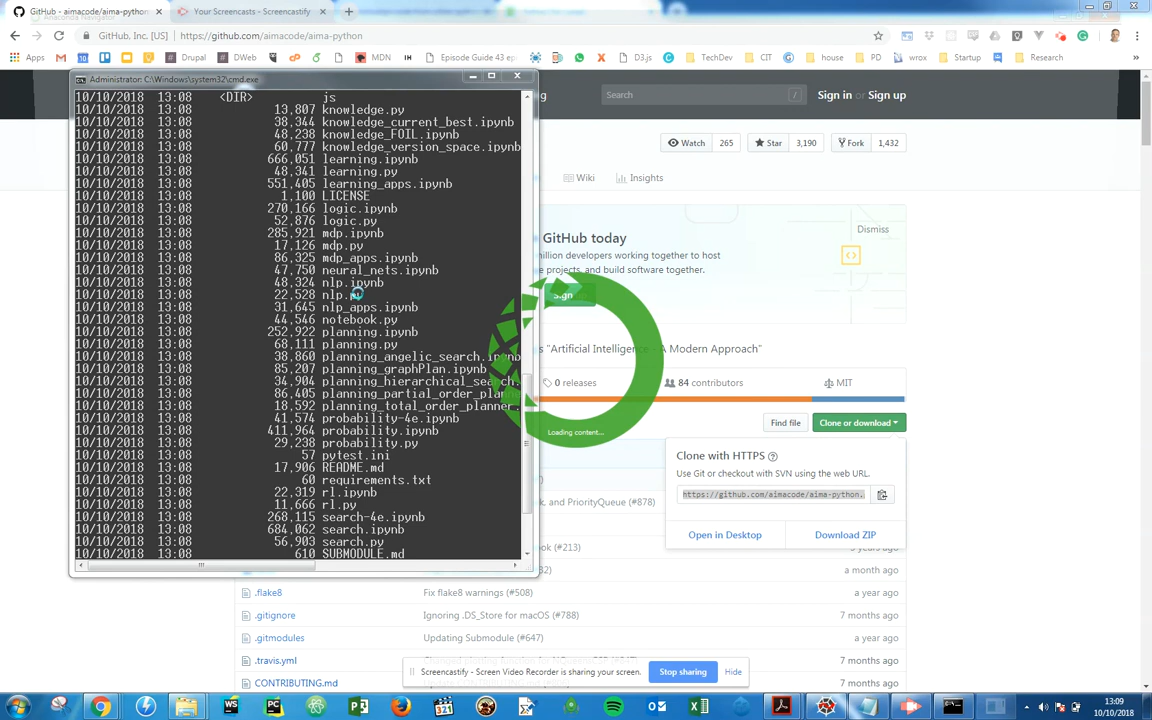 GitHub - aimacode/aima-python
Your Screencasts - Screencastify
Anaconda Navigator
GitHub, Inc. [US]
https://github.com/aimacode/aima-python
Apps
Drupal
DWeb
MDN
Episode Guide 43 ep
D3.js
TechDev
CIT
house
PD
wrox
Startup
Research
Administrator: C:\Windows\system32\cmd.exe
10/10/2018 13:08 <DIR> js
10/10/2018 13:08 13,807 knowledge.py
10/10/2018 13:08 38,344 knowledge_current_best.ipynb
10/10/2018 13:08 48,238 knowledge_FOIL.ipynb
10/10/2018 13:08 60,777 knowledge_version_space.ipynb
10/10/2018 13:08 666,051 learning.ipynb
10/10/2018 13:08 48,341 learning.py
10/10/2018 13:08 551,405 learning_apps.ipynb
10/10/2018 13:08 1,100 LICENSE
10/10/2018 13:08 270,166 logic.ipynb
10/10/2018 13:08 52,876 logic.py
10/10/2018 13:08 285,921 mdp.ipynb
10/10/2018 13:08 17,126 mdp.py
10/10/2018 13:08 86,325 mdp_apps.ipynb
10/10/2018 13:08 47,750 neural_nets.ipynb
10/10/2018 13:08 48,324 nlp.ipynb
10/10/2018 13:08 22,528
10/10/2018 13:08 31,645 nlp_apps.ipynb
10/10/2018 13:08 44,546 notebook.py
10/10/2018 13:08 252,922 planning.ipynb
10/10/2018 13:08 68,111 planning.py
10/10/2018 13:08 38,860 planning_angelic_search.ipynb
10/10/2018 13:08 85,207 planning_graphPlan.ipynb
10/10/2018 13:08 34,904 planning_hierarchical_search.
10/10/2018 13:08 86,405 planning_partial_order_plann
10/10/2018 13:08 18,592 planning_total_order_planner.
10/10/2018 13:08 41,574 probability-4e.ipynb
10/10/2018 13:08 411,964 probability.ipynb
10/10/2018 13:08 29,238 probability.py
10/10/2018 13:08 57 pytest.ini
10/10/2018 13:08 17,906 README.md
10/10/2018 13:08 60 requirements.txt
10/10/2018 13:08 22,319 rl.ipynb
10/10/2018 13:08 11,666 rl.py
10/10/2018 13:08 268,115 search-4e.ipynb
10/10/2018 13:08 684,062 search.ipynb
10/10/2018 13:08 56,903 search.py
10/10/2018 13:08 610 SUBMODULE.md
Search
/
Sign in or Sign up
Watch 265
Star 3,190
Fork 1,432
Wiki
Insights
Dismiss
GitHub today
million developers working together to host
projects, and build software together.
Sign
"Artificial Intelligence - A Modern Approach"
0 releases
84 contributors
MIT
Loading content...
Find file
Clone or download
Clone with HTTPS
Use Git or checkout with SVN using the web URL.
https://github.com/aimacode/aima-python.
Open in Desktop
Download ZIP
, and PriorityQueue (#878)
(#213)
years ago
a month ago
.flake8
Fix flake8 warnings (#508)
a year ago
.gitignore
Ignoring .DS_Store for macOS (#788)
7 months ago
.gitmodules
Updating Submodule (#647)
a year ago
.travis.yml
7 months ago
CONTRIBUTING.md
7 months ago
Screencastify - Screen Video Recorder is sharing your screen.
Stop sharing
Hide
13:09
10/10/2018